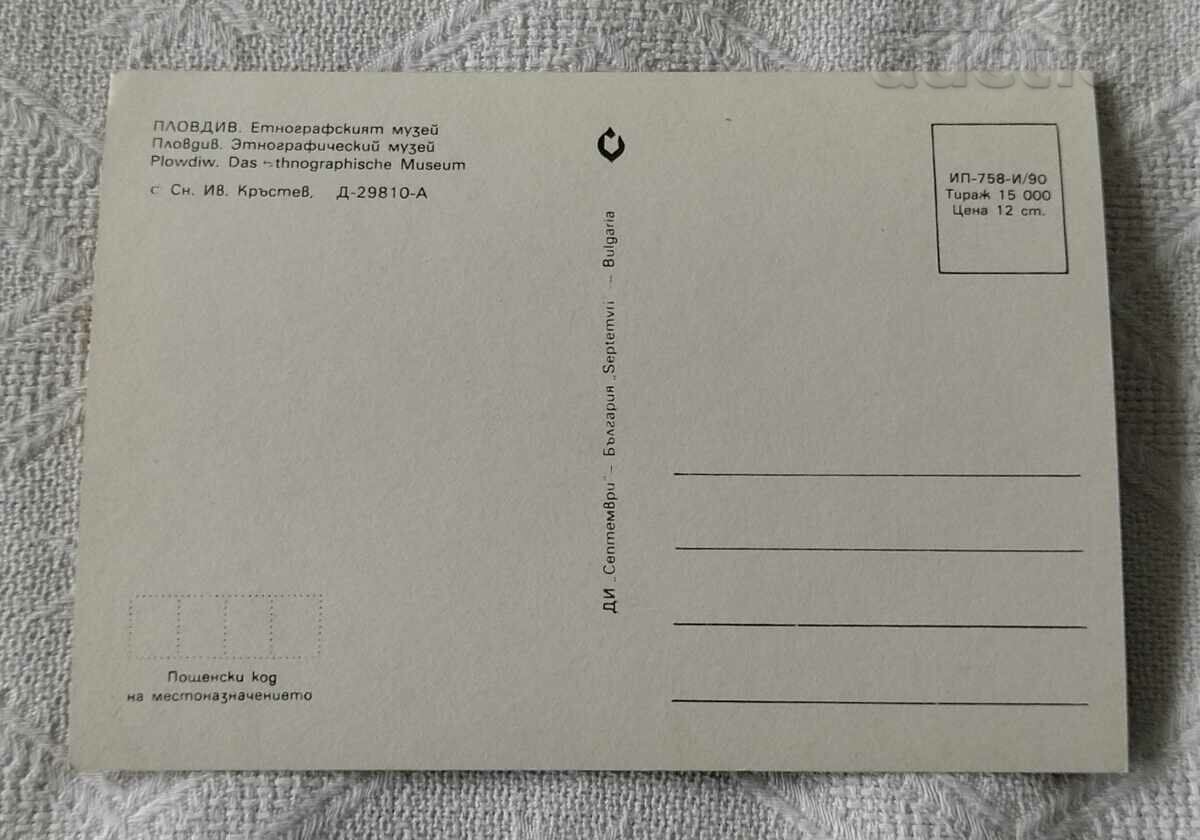 ПЛОВДИВ. Етнографският музей
Пловдив. Этнографический музей
Plowdiw. Das Ethnographische Museum
© Сн. Ив. Кръстев, Д-29810-А
ДИ „Септември" – България „Septemvri" – Bulgaria
ИП-758-И/90
Тираж 15 000
Цена 12 ст.
Пощенски код
на местоназначението